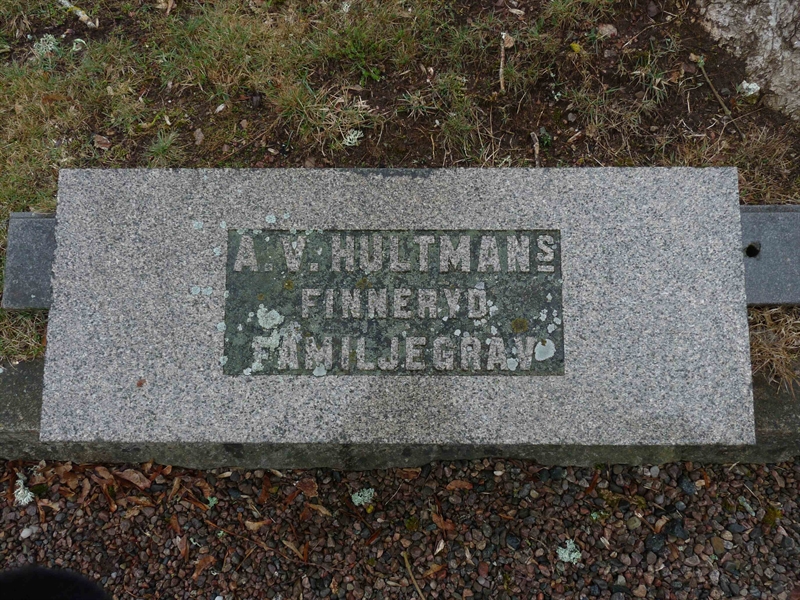 A. V. HULTMANS
FINNERYD
FAMILJEGRAV